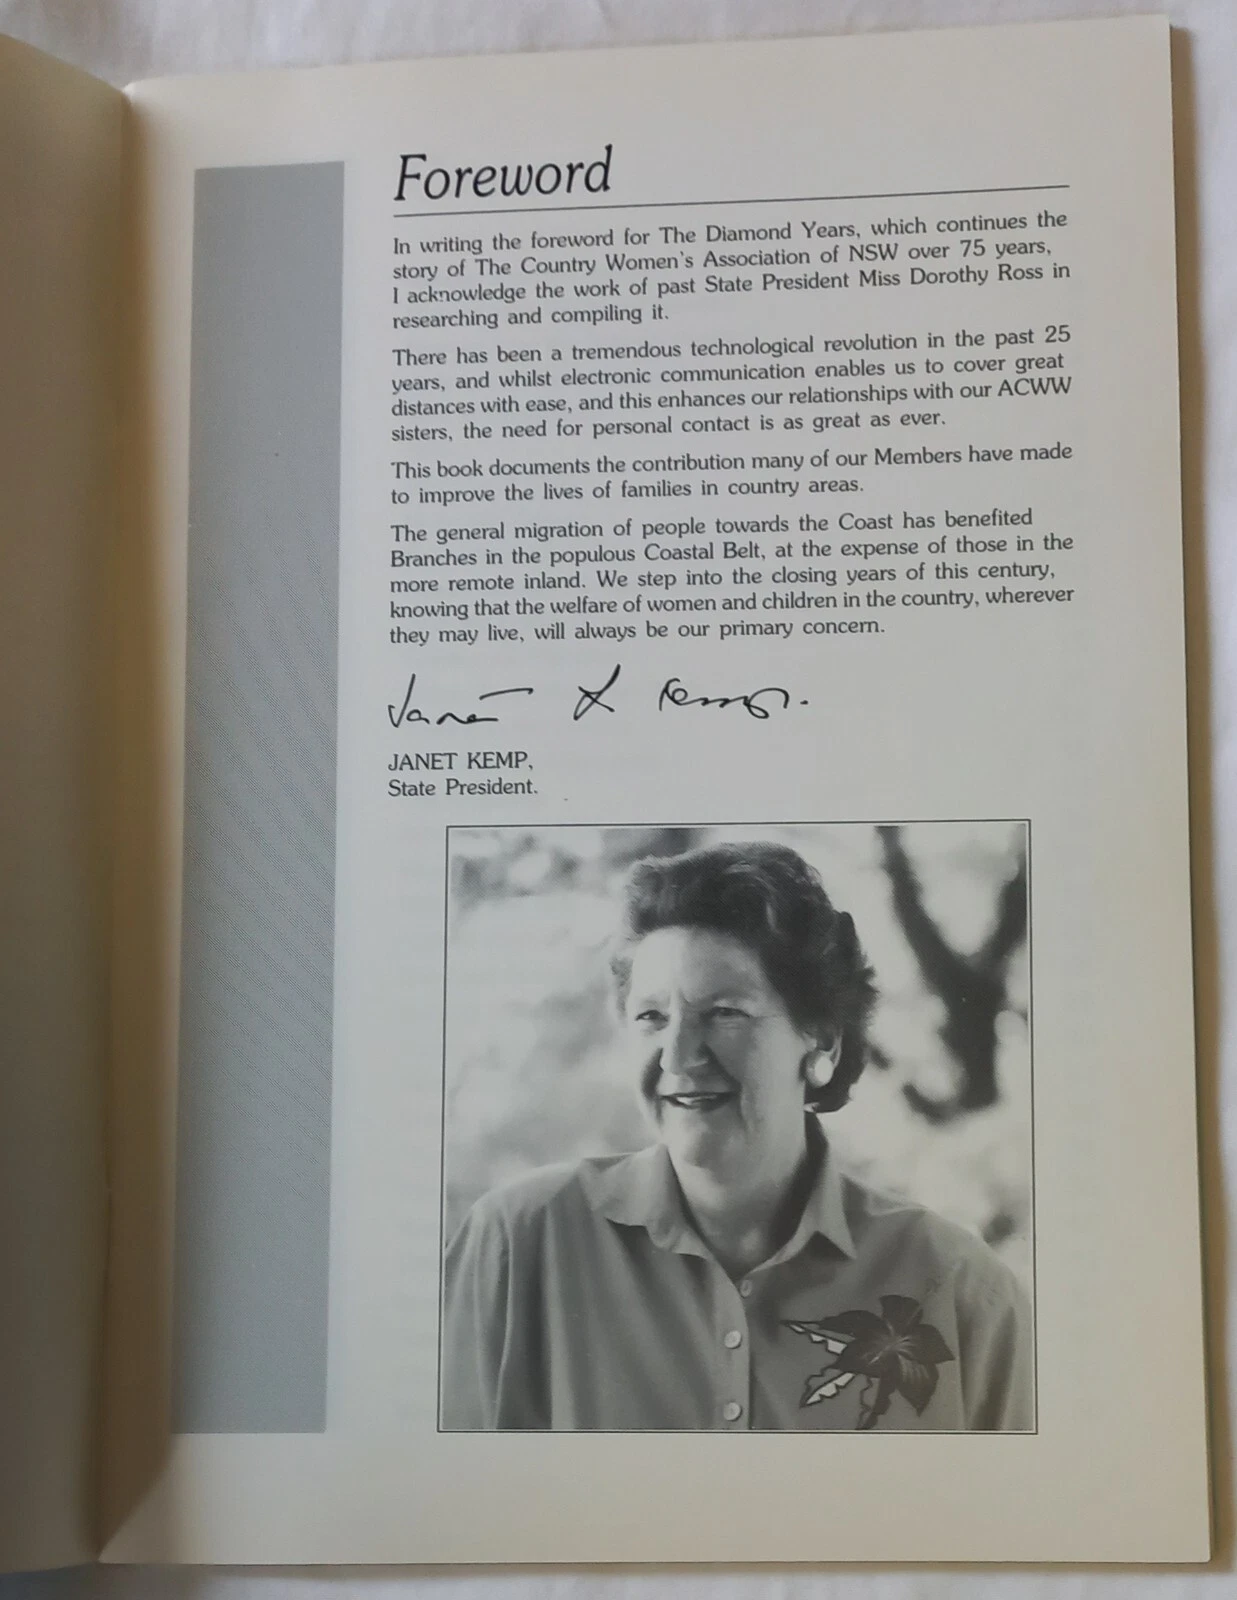 Foreword
In writing the foreword for The Diamond Years, which continues the
story of The Country Women's Association of NSW over 75 years,
I acknowledge the work of past State President Miss Dorothy Ross in
researching and compiling it.
There has been a tremendous technological revolution in the past 25
years, and whilst electronic communication enables us to cover great
distances with ease, and this enhances our relationships with our ACWW
sisters, the need for personal contact is as great as ever.
This book documents the contribution many of our Members have made
to improve the lives of families in country areas.
The general migration of people towards the Coast has benefited
Branches in the populous Coastal Belt, at the expense of those in the
more remote inland. We step into the closing years of this century,
knowing that the welfare of women and children in the country, wherever
they may live, will always be our primary concern.
Janet L Kemp.
JANET KEMP,
State President.